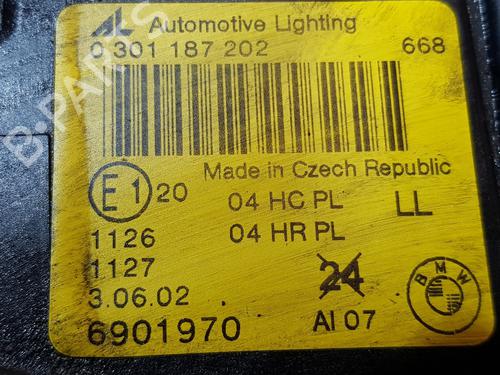 AL Automotive Lighting
0 301 187 202 668
Made in Czech Republic
E1 20 04 HC PL LL
1126 04 HR PL
1127
3.06.02 24
6901970 AI 07
BMW
B-PARTS